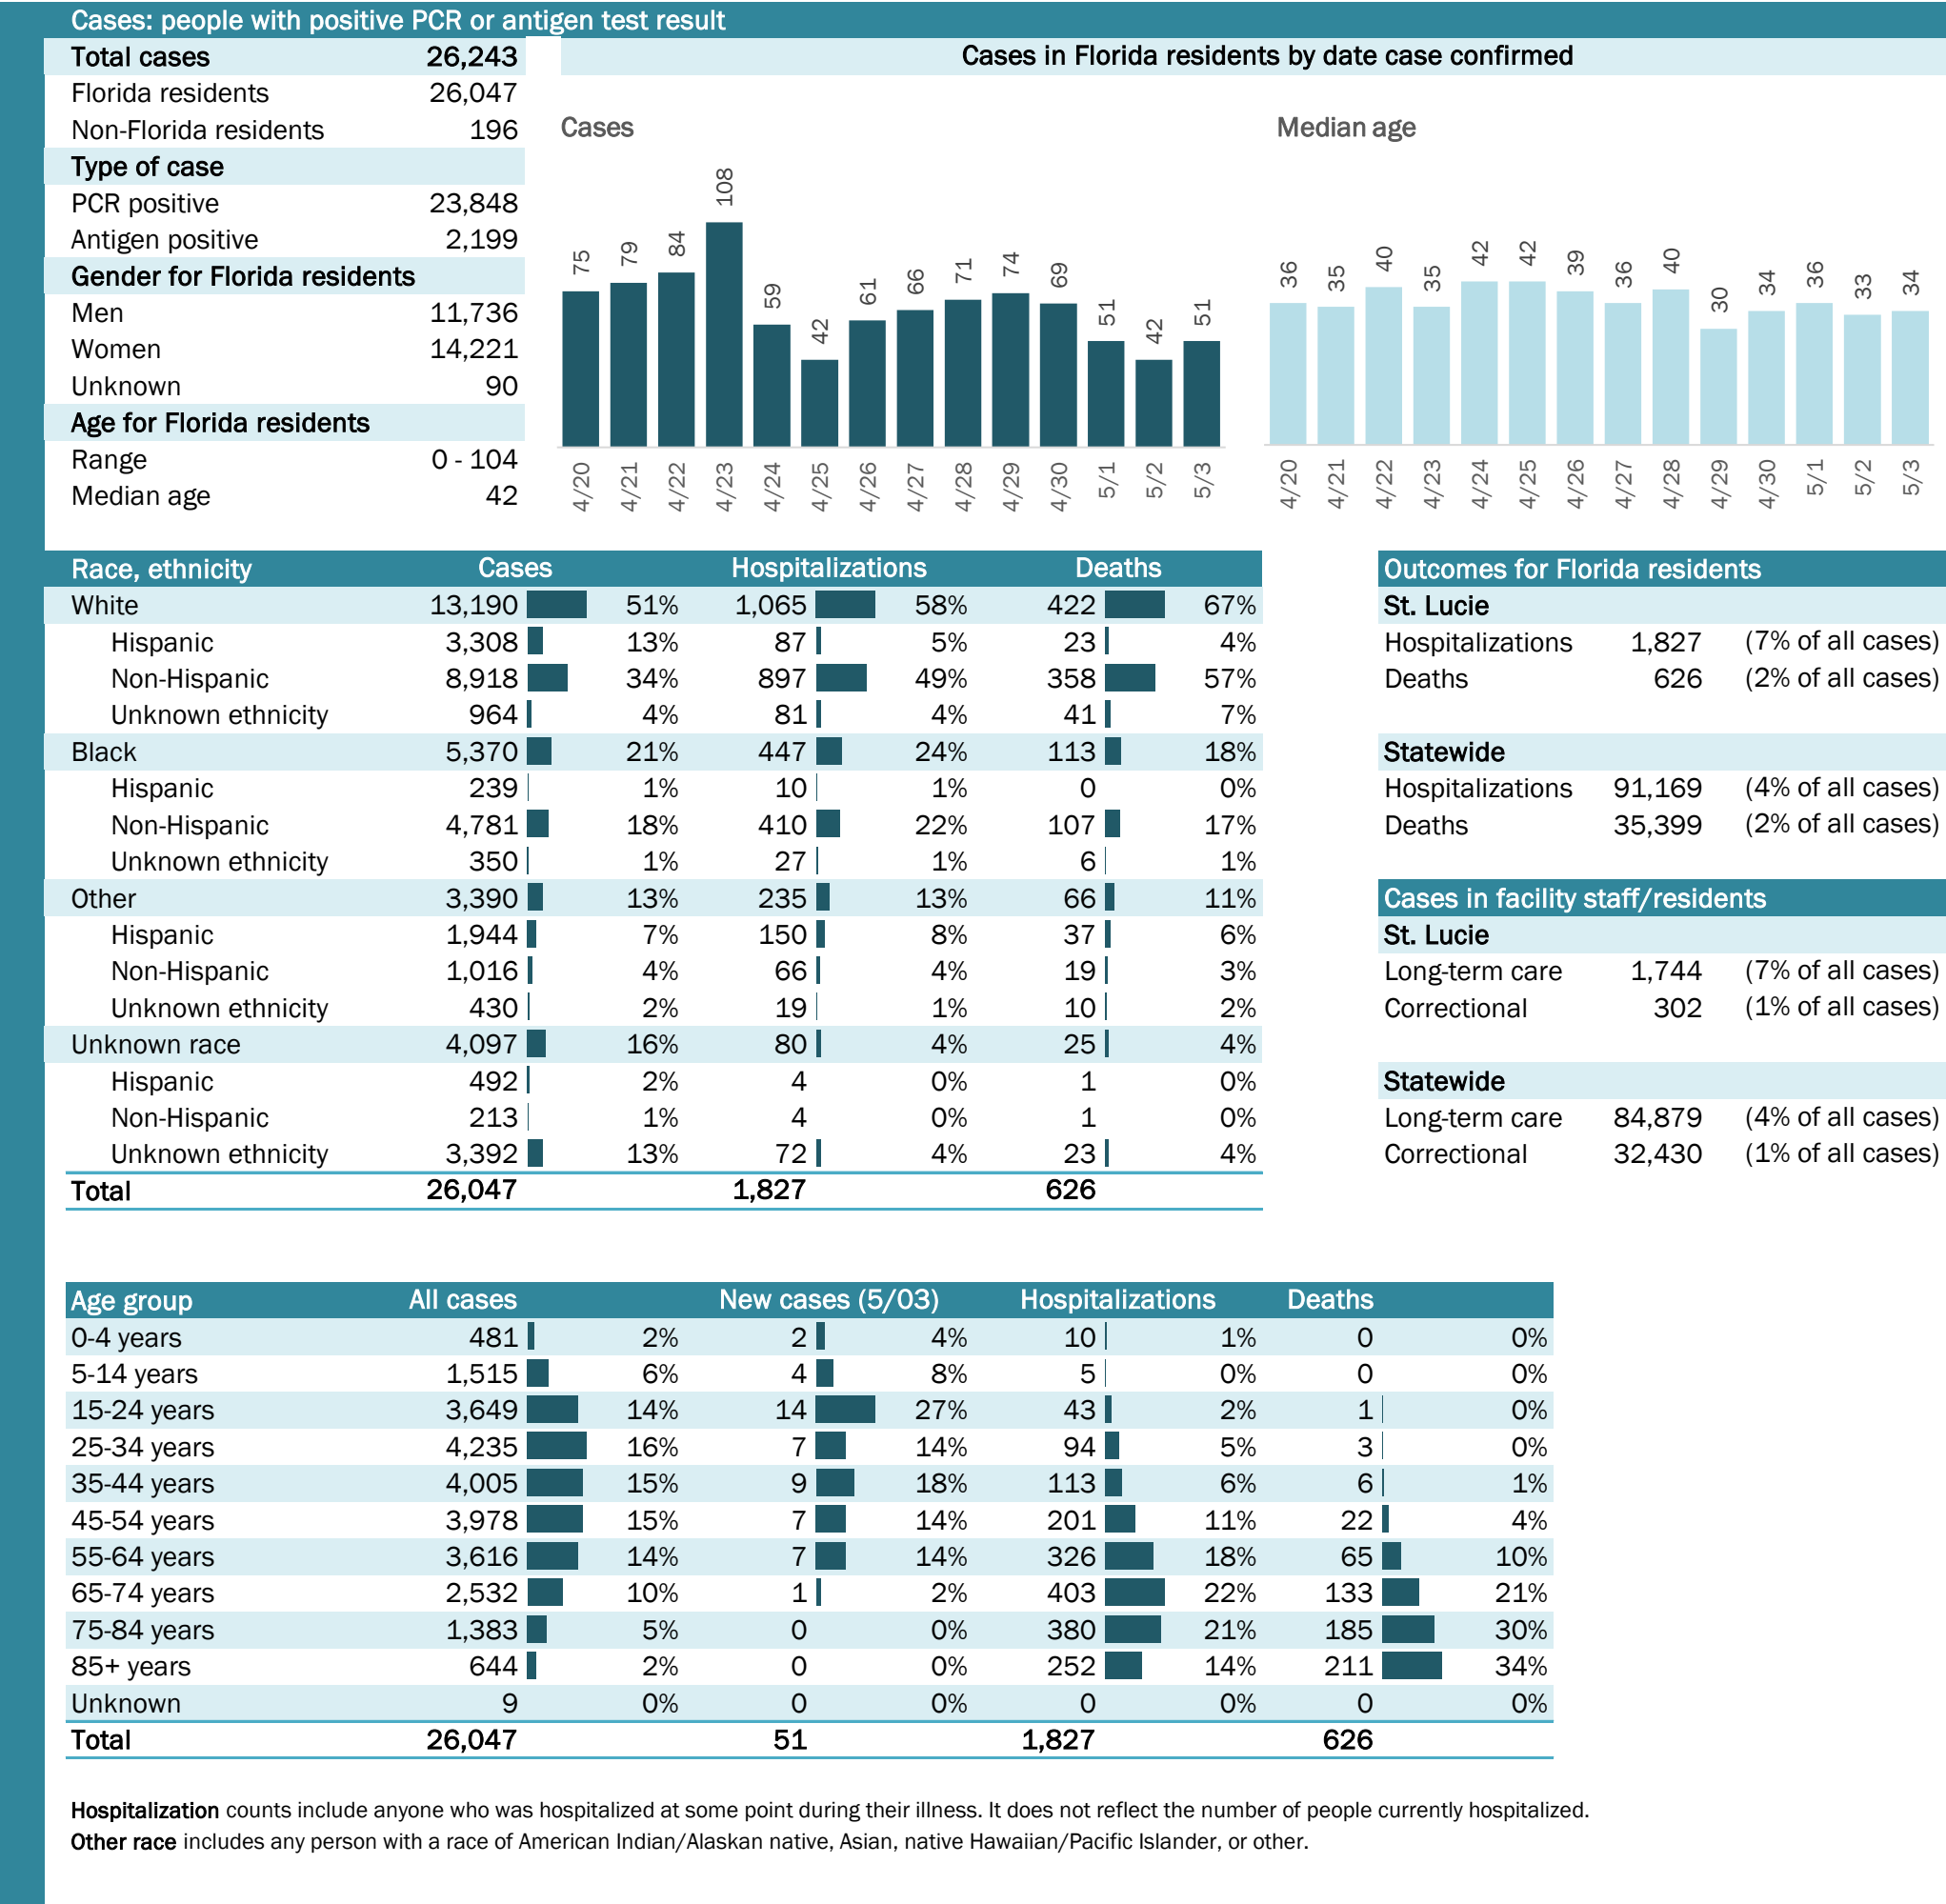 Cases: people with positive PCR or antigen test result
Total cases 26,243
Florida residents 26,047
Non-Florida residents 196
Type of case
PCR positive 23,848
Antigen positive 2,199
Gender for Florida residents
Men 11,736
Women 14,221
Unknown 90
Age for Florida residents
Range 0 - 104
Median age 42
Cases in Florida residents by date case confirmed
Cases
75 79 84 108 59 42 61 66 71 74 69 51 42 51
4/20 4/21 4/22 4/23 4/24 4/25 4/26 4/27 4/28 4/29 4/30 5/1 5/2 5/3
Median age
36 35 40 35 42 42 39 36 40 30 34 36 33 34
4/20 4/21 4/22 4/23 4/24 4/25 4/26 4/27 4/28 4/29 4/30 5/1 5/2 5/3
Race, ethnicity Cases Hospitalizations Deaths
White 13,190 51% 1,065 58% 422 67%
Hispanic 3,308 13% 87 5% 23 4%
Non-Hispanic 8,918 34% 897 49% 358 57%
Unknown ethnicity 964 4% 81 4% 41 7%
Black 5,370 21% 447 24% 113 18%
Hispanic 239 1% 10 1% 0 0%
Non-Hispanic 4,781 18% 410 22% 107 17%
Unknown ethnicity 350 1% 27 1% 6 1%
Other 3,390 13% 235 13% 66 11%
Hispanic 1,944 7% 150 8% 37 6%
Non-Hispanic 1,016 4% 66 4% 19 3%
Unknown ethnicity 430 2% 19 1% 10 2%
Unknown race 4,097 16% 80 4% 25 4%
Hispanic 492 2% 4 0% 1 0%
Non-Hispanic 213 1% 4 0% 1 0%
Unknown ethnicity 3,392 13% 72 4% 23 4%
Total 26,047 1,827 626
Outcomes for Florida residents
St. Lucie
Hospitalizations 1,827 (7% of all cases)
Deaths 626 (2% of all cases)
Statewide
Hospitalizations 91,169 (4% of all cases)
Deaths 35,399 (2% of all cases)
Cases in facility staff/residents
St. Lucie
Long-term care 1,744 (7% of all cases)
Correctional 302 (1% of all cases)
Statewide
Long-term care 84,879 (4% of all cases)
Correctional 32,430 (1% of all cases)
Age group All cases New cases (5/03) Hospitalizations Deaths
0-4 years 481 2% 2 4% 10 1% 0 0%
5-14 years 1,515 6% 4 8% 5 0% 0 0%
15-24 years 3,649 14% 14 27% 43 2% 1 0%
25-34 years 4,235 16% 7 14% 94 5% 3 0%
35-44 years 4,005 15% 9 18% 113 6% 6 1%
45-54 years 3,978 15% 7 14% 201 11% 22 4%
55-64 years 3,616 14% 7 14% 326 18% 65 10%
65-74 years 2,532 10% 1 2% 403 22% 133 21%
75-84 years 1,383 5% 0 0% 380 21% 185 30%
85+ years 644 2% 0 0% 252 14% 211 34%
Unknown 9 0% 0 0% 0 0% 0 0%
Total 26,047 51 1,827 626
Hospitalization counts include anyone who was hospitalized at some point during their illness. It does not reflect the number of people currently hospitalized.
Other race includes any person with a race of American Indian/Alaskan native, Asian, native Hawaiian/Pacific Islander, or other.